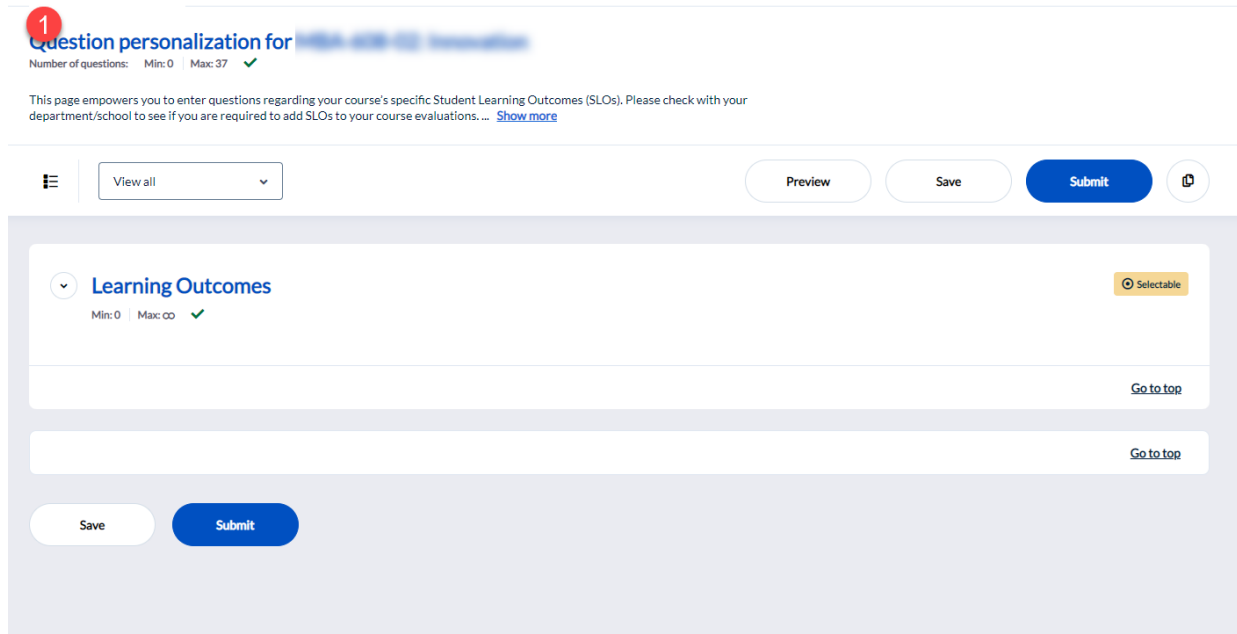 1
Question personalization for
Number of questions: Min: 0 Max: 37
This page empowers you to enter questions regarding your course's specific Student Learning Outcomes (SLOs). Please check with your
department/school to see if you are required to add SLOs to your course evaluations. ... Show more
View all
Preview
Save
Submit
Learning Outcomes
Selectable
Min: 0 Max: ∞
Go to top
Go to top
Save
Submit